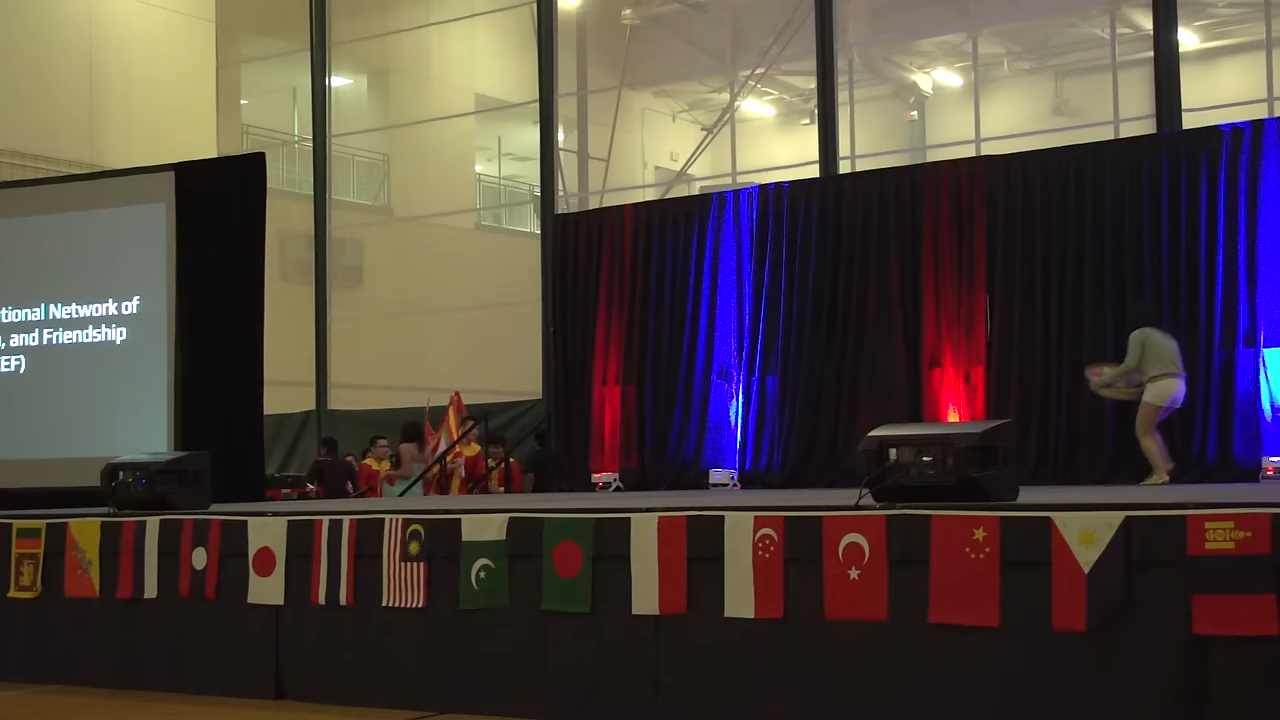 tional Network of
, and Friendship
EF)